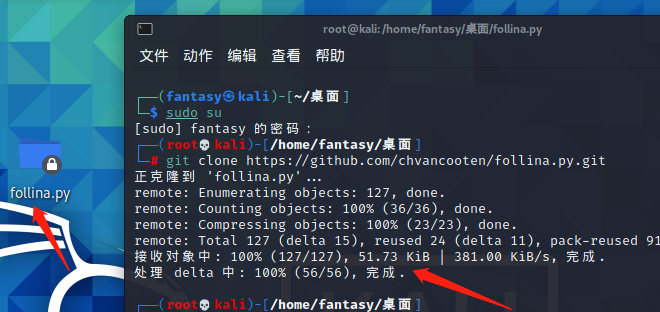 root@kali:/home/fantasy/桌面/follina.py
文件 动作 编辑 查看 帮助
┌──(fantasy㉿kali)-[~/桌面]
└─$ sudo su
[sudo] fantasy 的密码：
┌──(root💀kali)-[/home/fantasy/桌面]
└─# git clone https://github.com/chvancooten/follina.py.git
正克隆到 'follina.py'...
remote: Enumerating objects: 127, done.
remote: Counting objects: 100% (36/36), done.
remote: Compressing objects: 100% (23/23), done.
remote: Total 127 (delta 15), reused 24 (delta 11), pack-reused 91
接收对象中: 100% (127/127), 51.73 KiB | 381.00 KiB/s, 完成.
处理 delta 中: 100% (56/56), 完成.
┌──(root💀kali)-[/home/fantasy/桌面]
follina.py